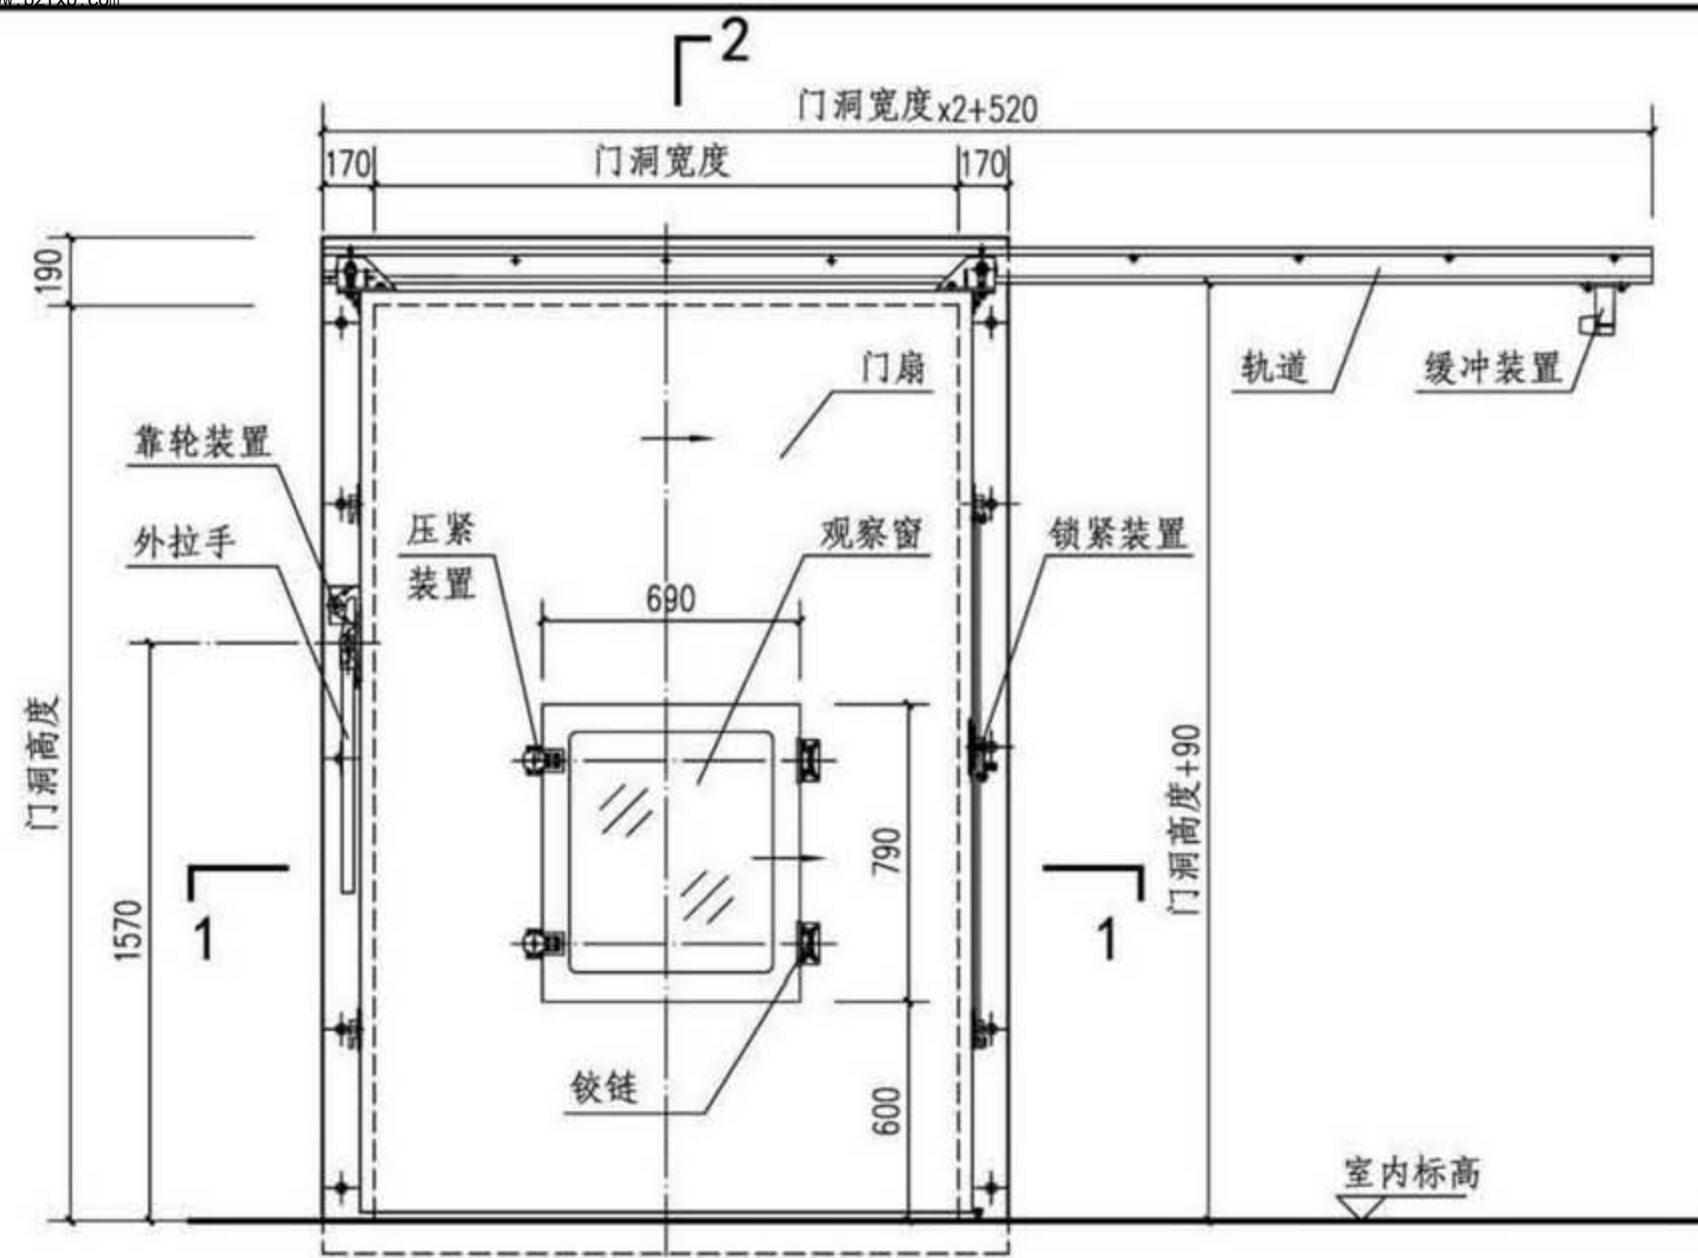 2
门洞宽度x2+520
170
门洞宽度
170
190
门扇
轨道
缓冲装置
靠轮装置
外拉手
压紧
装置
观察窗
锁紧装置
690
门洞高度
门洞高度+90
790
1570
1
1
铰链
600
室内标高